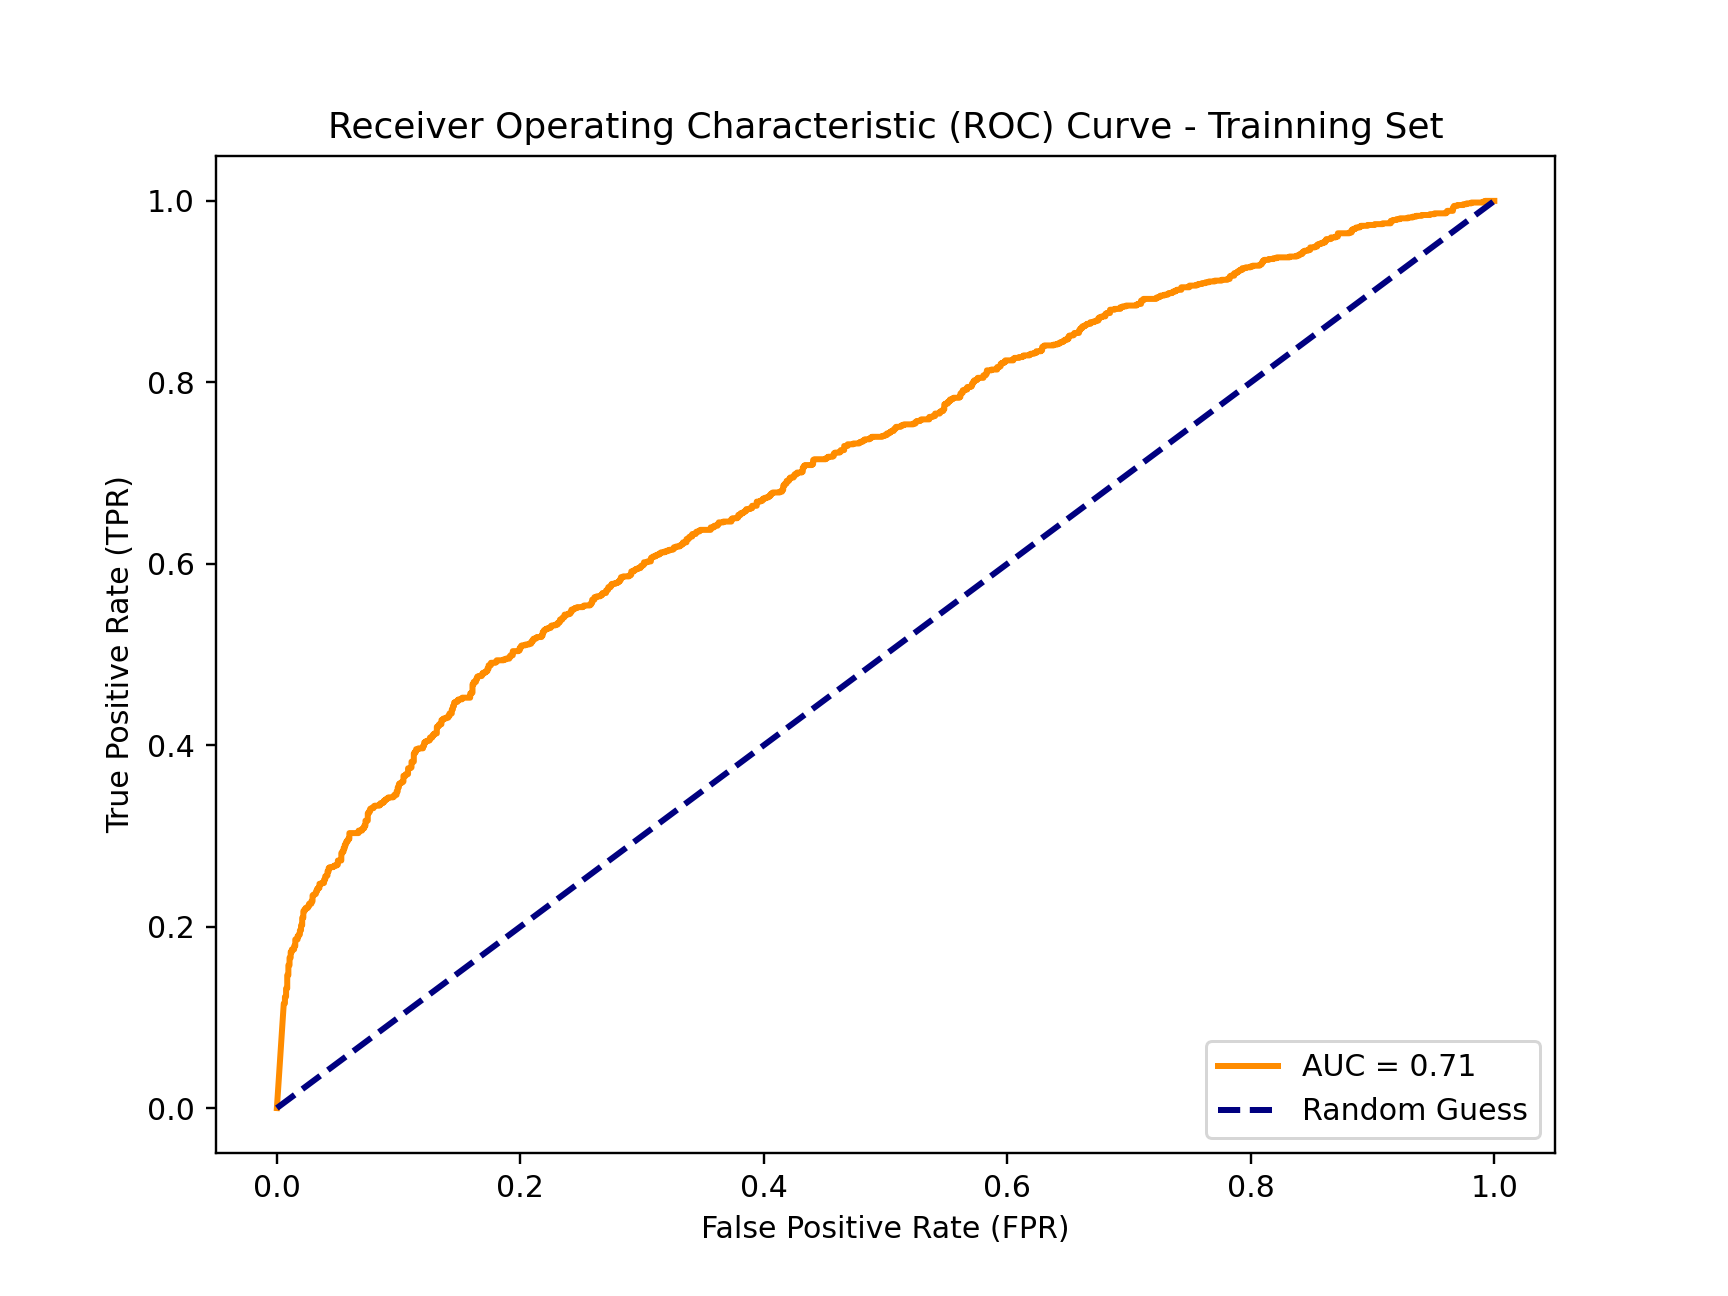 Receiver Operating Characteristic (ROC) Curve - Trainning Set
1.0
0.8
0.6
0.4
0.2
0.0
True Positive Rate (TPR)
AUC = 0.71
Random Guess
0.0 0.2 0.4 0.6 0.8 1.0
False Positive Rate (FPR)